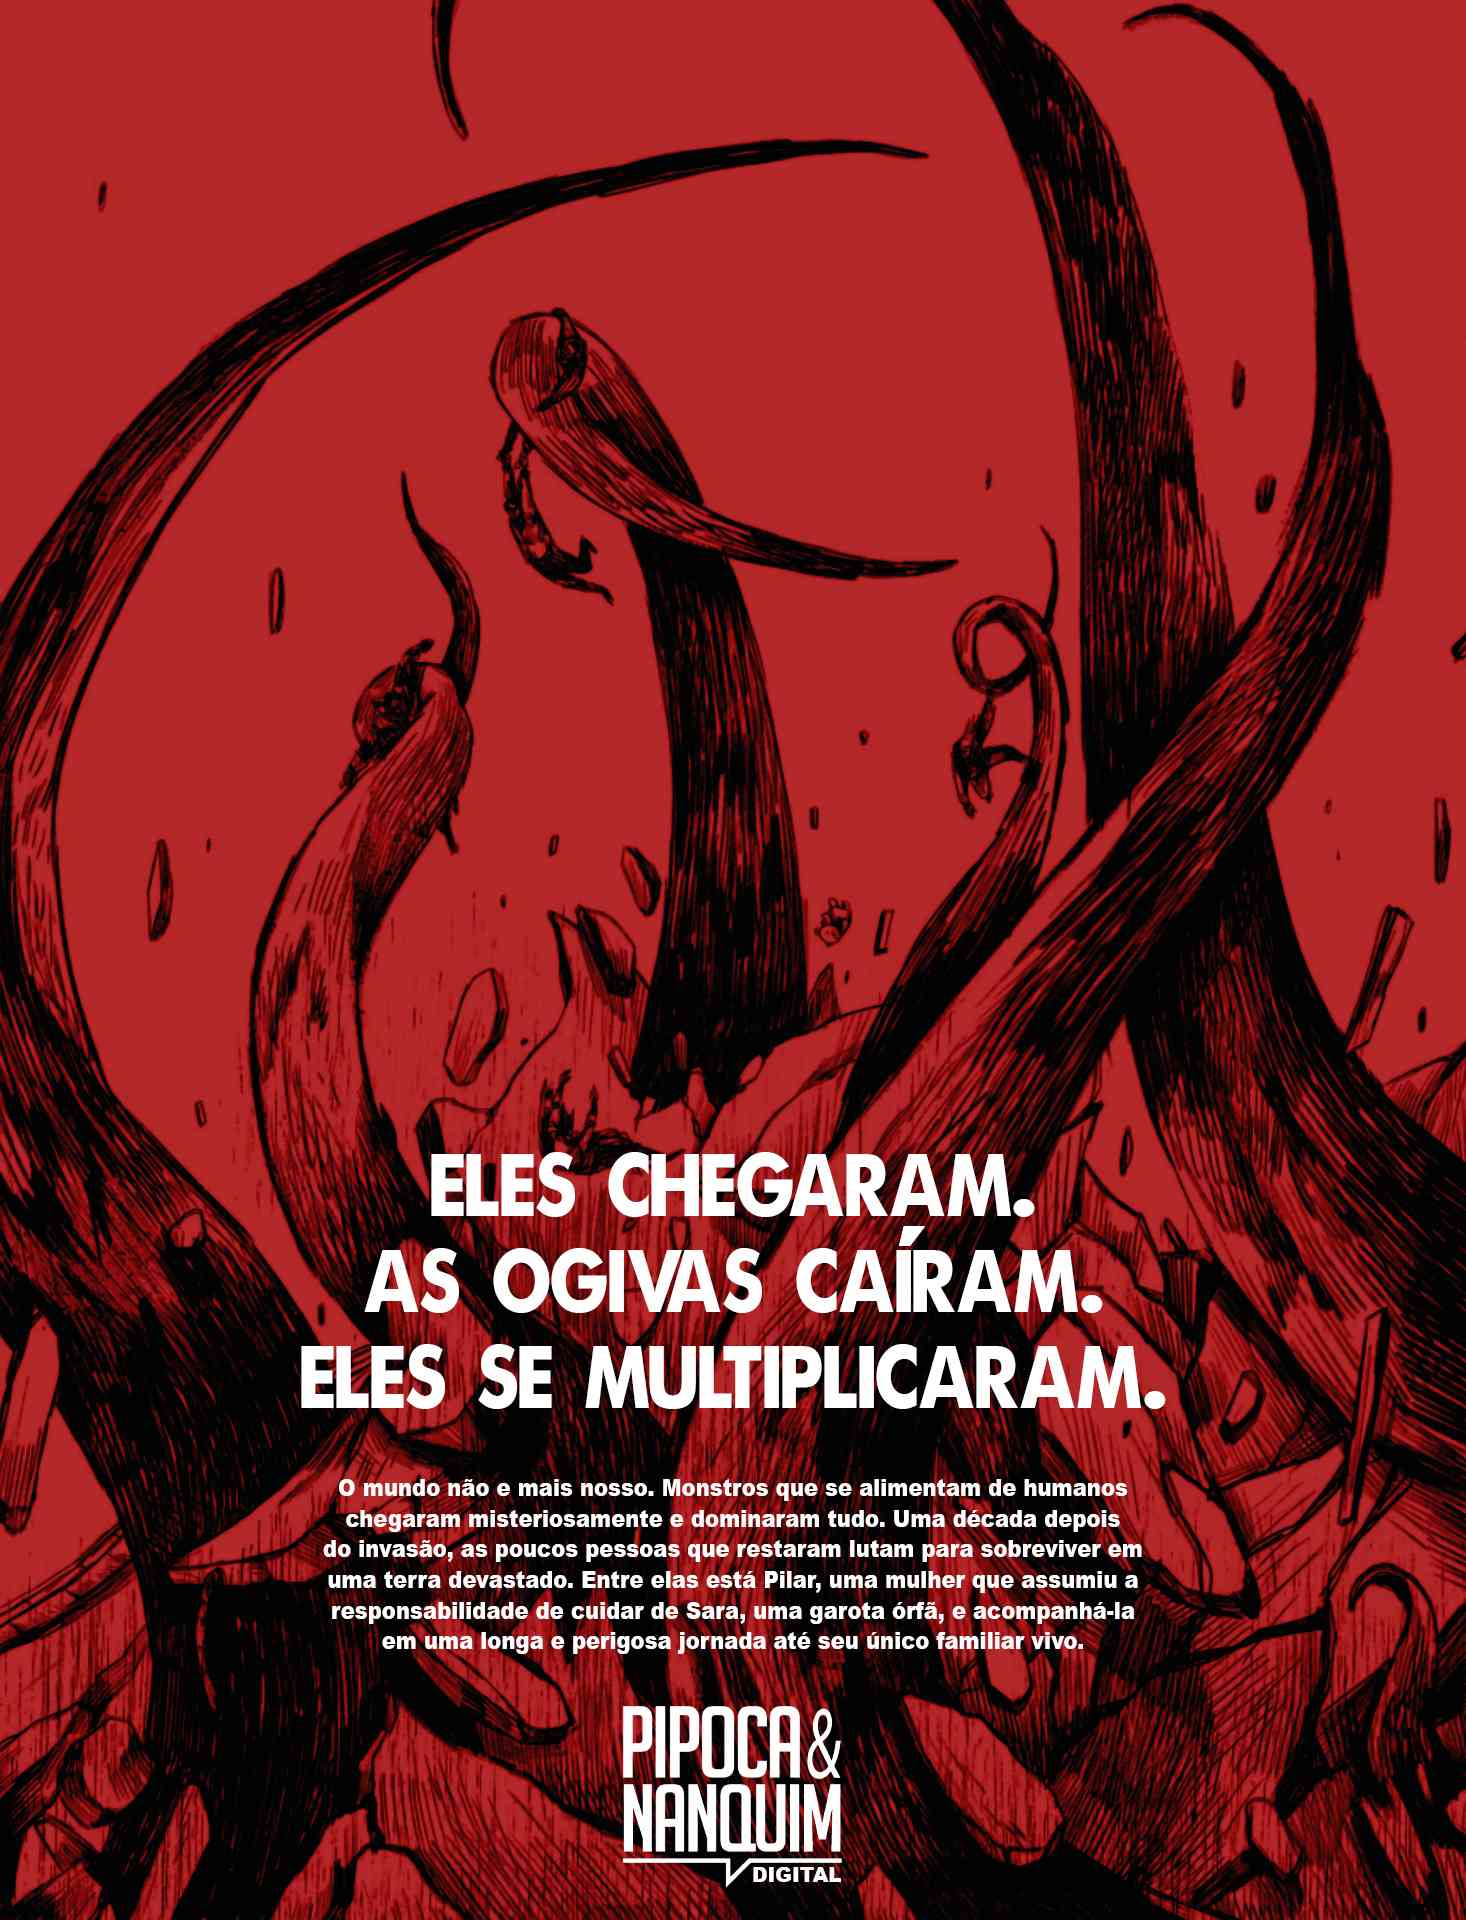 ELES CHEGARAM.
AS OGIVAS CAÍRAM.
ELES SE MULTIPLICARAM.
O mundo não e mais nosso. Monstros que se alimentam de humanos
chegaram misteriosamente e dominaram tudo. Uma década depois
do invasão, as poucos pessoas que restaram lutam para sobreviver em
uma terra devastado. Entre elas está Pilar, uma mulher que assumiu a
responsabilidade de cuidar de Sara, uma garota órfã, e acompanhá-la
em uma longa e perigosa jornada até seu único familiar vivo.
PIPOCA &
NANQUIM
DIGITAL